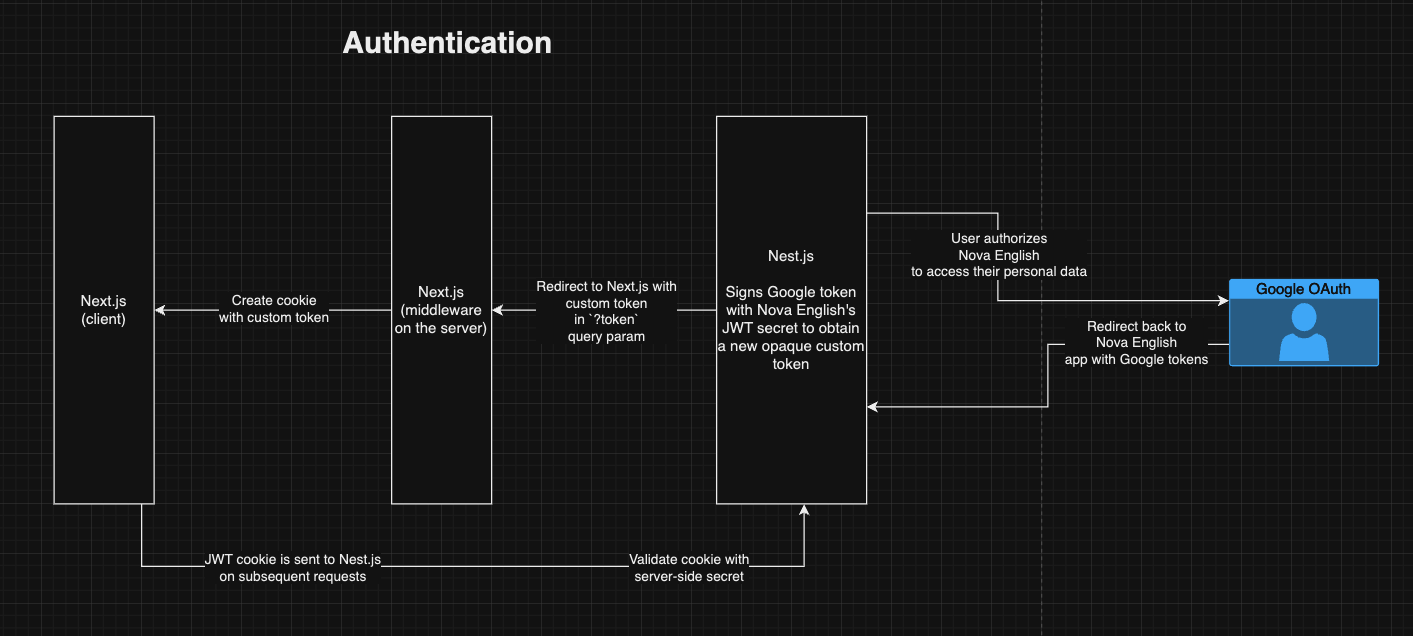 Authentication
Next.js
(client)
Create cookie
with custom token
Next.js
(middleware
on the server)
Redirect to Next.js with
custom token
in `?token`
query param
Nest.js
Signs Google token
with Nova English's
JWT secret to obtain
a new opaque custom
token
User authorizes
Nova English
to access their personal data
Google OAuth
Redirect back to
Nova English
app with Google tokens
JWT cookie is sent to Nest.js
on subsequent requests
Validate cookie with
server-side secret